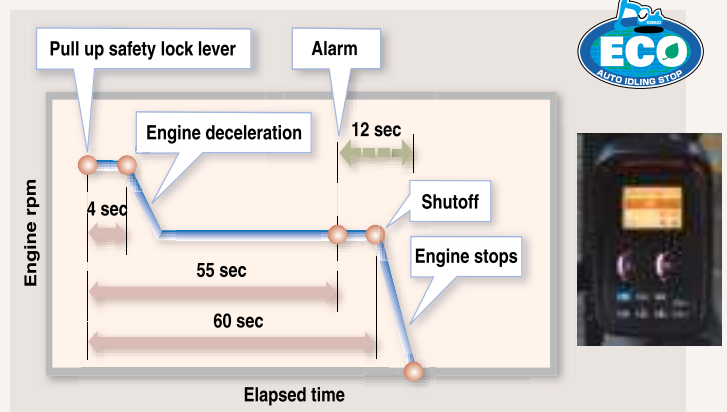 ECO
AUTO IDLING STOP
Pull up safety lock lever
Alarm
Engine deceleration
12 sec
4 sec
Shutoff
Engine stops
55 sec
60 sec
Engine rpm
Elapsed time